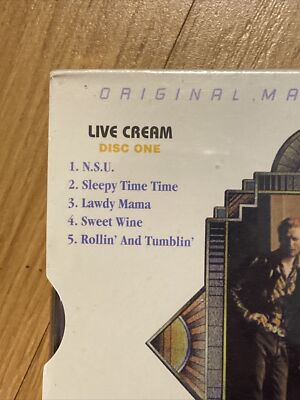 ORIGINAL MA
LIVE CREAM
DISC ONE
1. N.S.U.
2. Sleepy Time Time
3. Lawdy Mama
4. Sweet Wine
5. Rollin' And Tumblin'